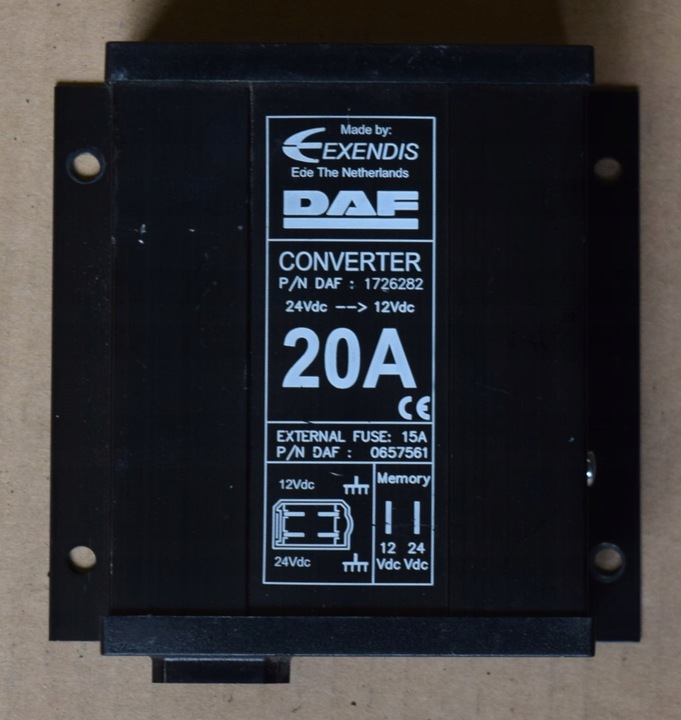 Made by:
EXENDIS
Ede The Netherlands
DAF
CONVERTER
P/N DAF : 1726282
24Vdc --> 12Vdc
20A
CE
EXTERNAL FUSE: 15A
P/N DAF : 0657561
12Vdc
24Vdc
Memory
12 24
Vdc Vdc